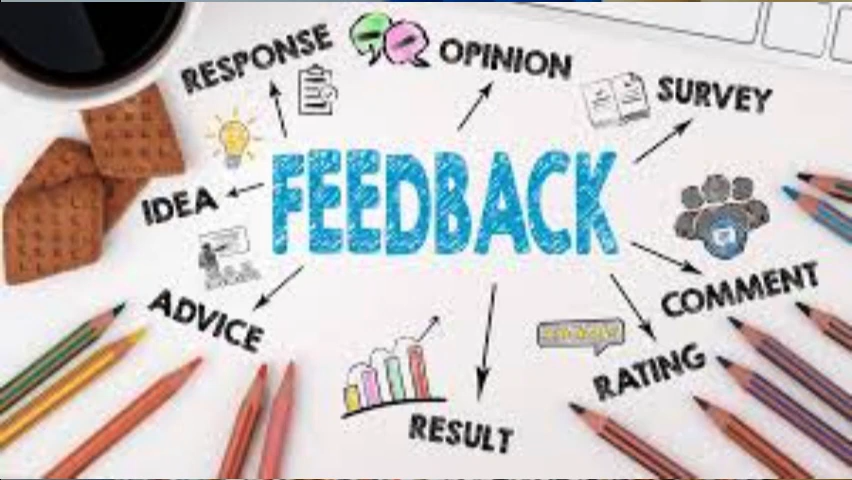 RESPONSE
OPINION
SURVEY
FEEDBACK
IDEA
COMMENT
ADVICE
RATING
RESULT